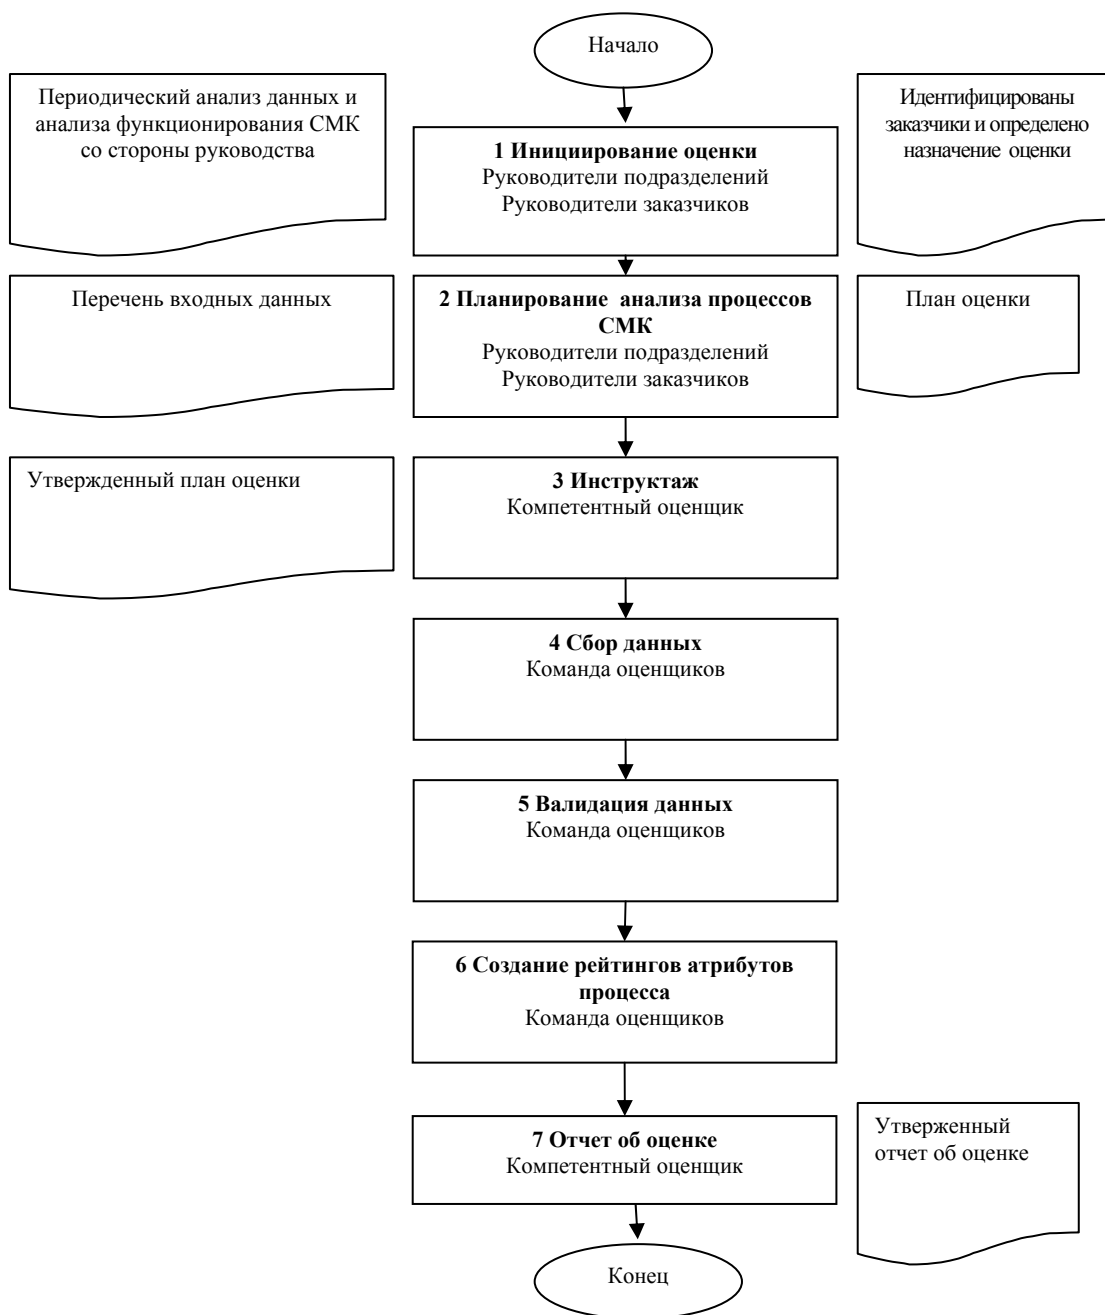 Начало
Периодический анализ данных и
анализа функционирования СМК
со стороны руководства
1 Инициирование оценки
Руководители подразделений
Руководители заказчиков
Идентифицированы
заказчики и определено
назначение оценки
Перечень входных данных
2 Планирование анализа процессов
СМК
Руководители подразделений
Руководители заказчиков
План оценки
Утвержденный план оценки
3 Инструктаж
Компетентный оценщик
4 Сбор данных
Команда оценщиков
5 Валидация данных
Команда оценщиков
6 Создание рейтингов атрибутов
процесса
Команда оценщиков
7 Отчет об оценке
Компетентный оценщик
Утверженный
отчет об оценке
Конец